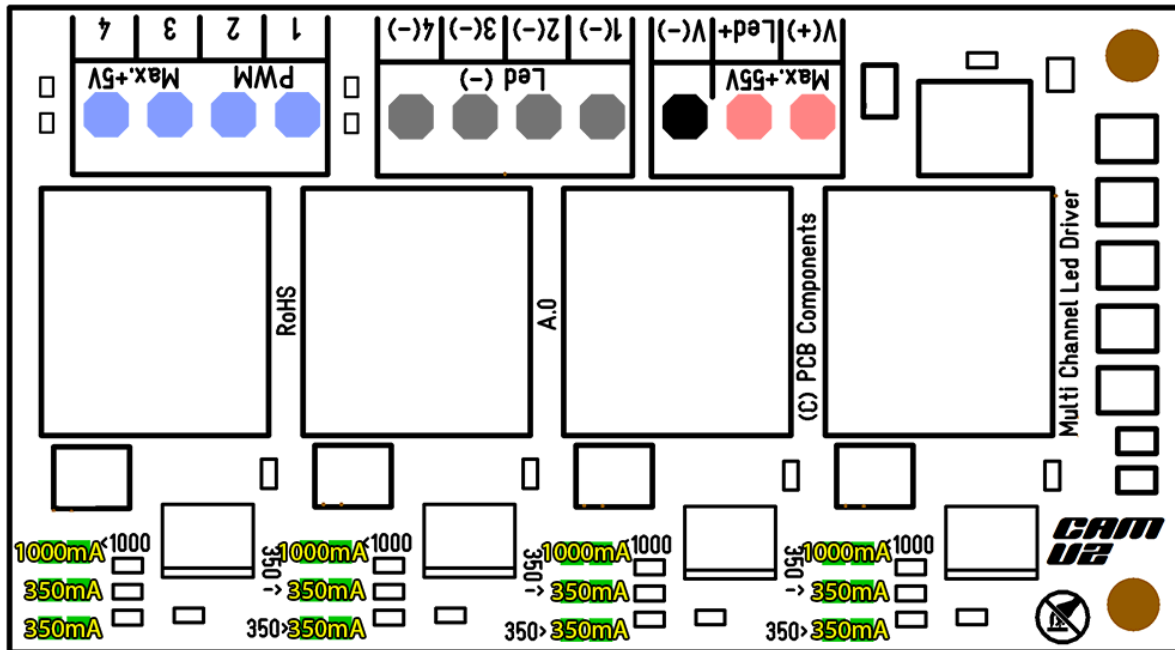 4 3 2 1
Max.+5V PWM
4(-) 3(-) 2(-) 1(-)
Led (-)
V(-) Led+ V(+)
Max.+55V
RoHS
A.0
(C) PCB Components
Multi Channel Led Driver
1000mA <1000
350mA
350mA
350->
1000mA <1000
350mA
350> 350mA
350->
1000mA <1000
350mA
350> 350mA
350->
1000mA <1000
350mA
350> 350mA
CAM
V2